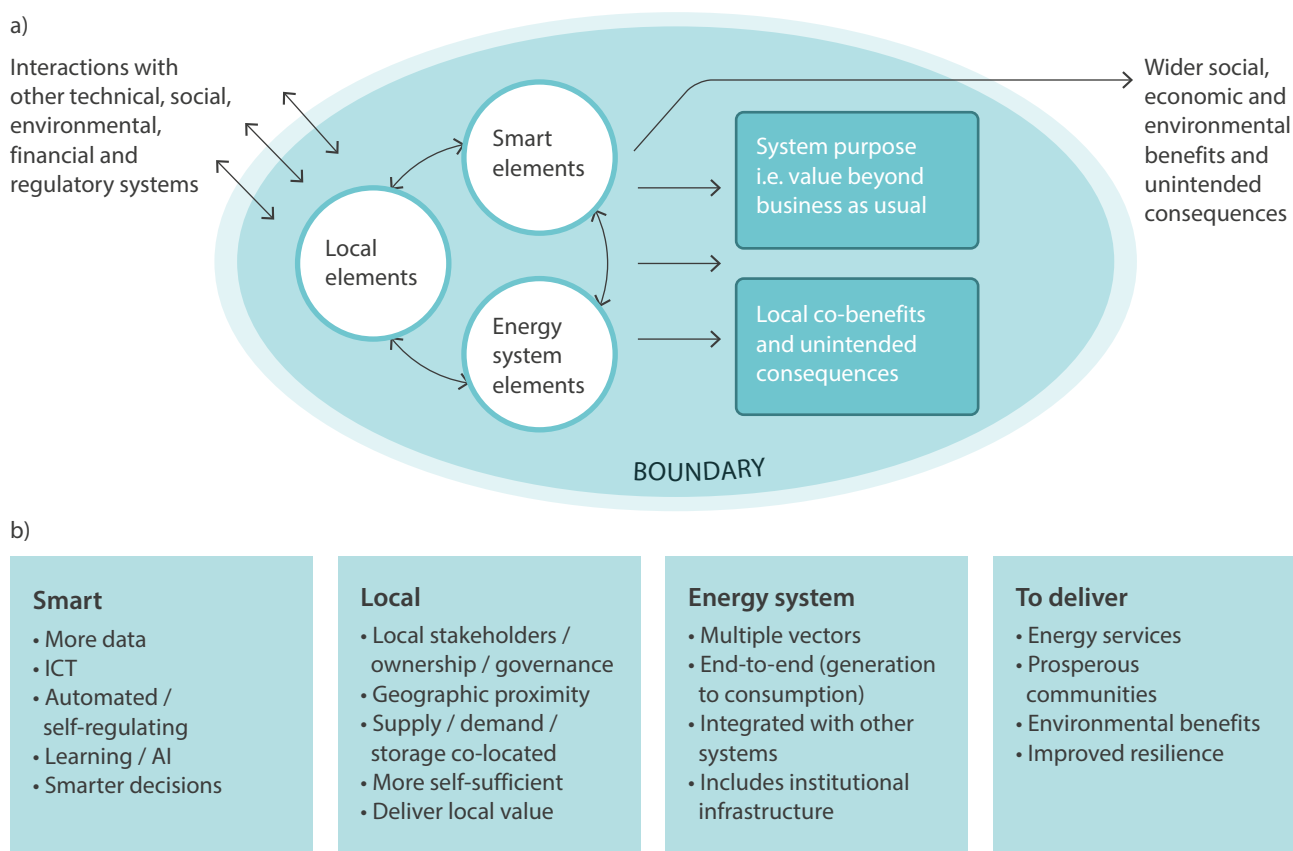 a)
Interactions with
other technical, social,
environmental,
financial and
regulatory systems
Smart
elements
Local
elements
Energy
system
elements
System purpose
i.e. value beyond
business as usual
Local co-benefits
and unintended
consequences
Wider social,
economic and
environmental
benefits and
unintended
consequences
BOUNDARY
b)
Smart
• More data
• ICT
• Automated /
self-regulating
• Learning / AI
• Smarter decisions
Local
• Local stakeholders /
ownership / governance
• Geographic proximity
• Supply / demand /
storage co-located
• More self-sufficient
• Deliver local value
Energy system
• Multiple vectors
• End-to-end (generation
to consumption)
• Integrated with other
systems
• Includes institutional
infrastructure
To deliver
• Energy services
• Prosperous
communities
• Environmental benefits
• Improved resilience